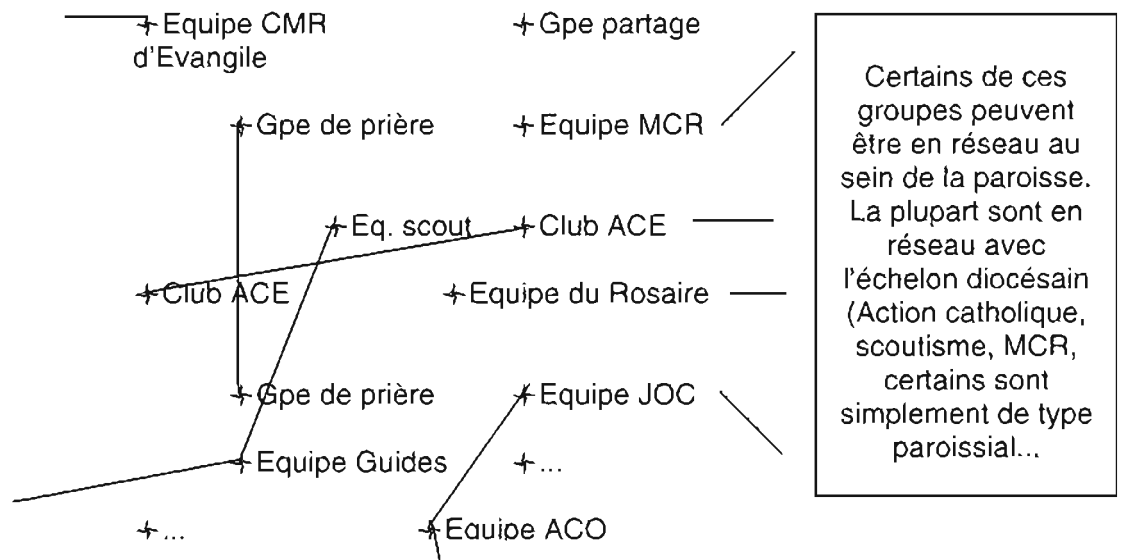 Equipe CMR
d'Evangile
Gpe partage
Gpe de prière
Equipe MCR
Eq. scout
Club ACE
Club ACE
Equipe du Rosaire
Gpe de prière
Equipe JOC
Equipe Guides
...
...
Equipe ACO
Certains de ces
groupes peuvent
être en réseau au
sein de la paroisse.
La plupart sont en
réseau avec
l'échelon diocésain
(Action catholique,
scoutisme, MCR,
certains sont
simplement de type
paroissial...